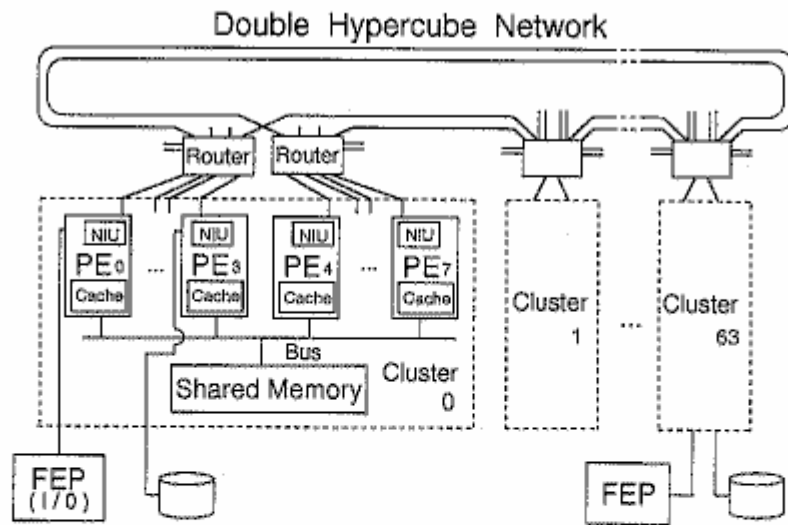 Double Hypercube Network
Router Router
NIU NIU NIU NIU
PE0 ... PE3 PE4 ... PE7
Cache Cache Cache Cache
Bus
Shared Memory
Cluster
0
Cluster
1
...
Cluster
63
FEP
(I/O)
FEP